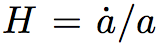 H = ȧ/a